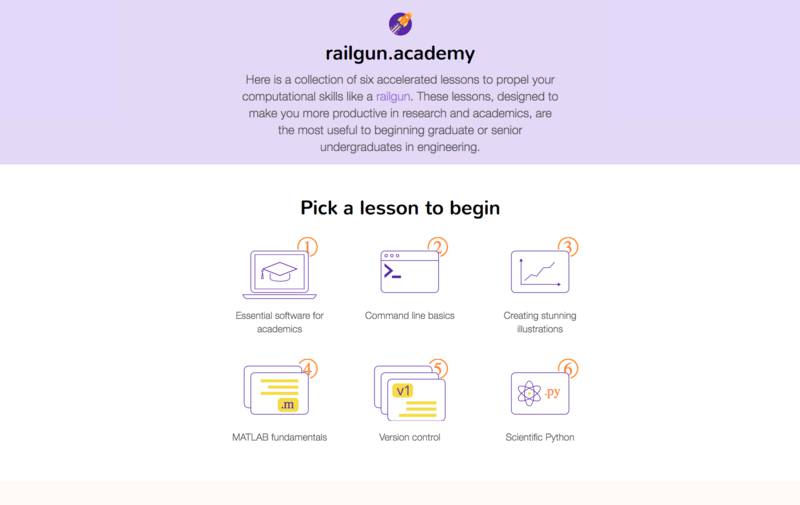 railgun.academy
Here is a collection of six accelerated lessons to propel your
computational skills like a railgun. These lessons, designed to
make you more productive in research and academics, are
the most useful to beginning graduate or senior
undergraduates in engineering.
Pick a lesson to begin
1
2
3
Essential software for
academics
Command line basics
Creating stunning
illustrations
4
.m
5
v1
6
.py
MATLAB fundamentals
Version control
Scientific Python